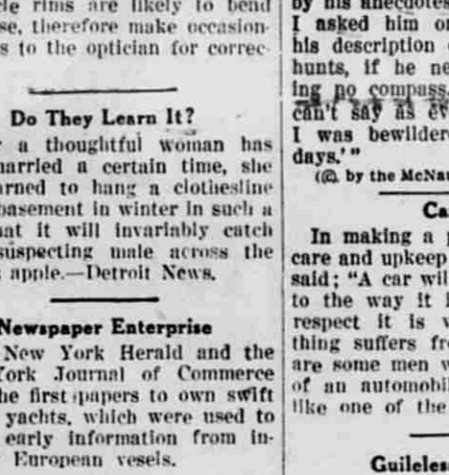 rims are likely to bend
therefore make occasion-
s to the optician for correc-
Do They Learn It?
a thoughtful woman has
married a certain time, she
arned to hang a clothesline
basement in winter in such a
at it will invariably catch
suspecting male across the
apple.—Detroit News.
Newspaper Enterprise
New York Herald and the
York Journal of Commerce
he first papers to own swift
yachts, which were used to
early information from in-
European vesels.
by his anecdotes
I asked him o
his description
hunts, if he ne
ing no compass.
can't say as ev
I was bewildere
days.'"
(©, by the McNau
Ca
In making a
care and upkeep
said; "A car wil
to the way it
respect it is v
thing suffers fr
are some men w
of an automobi
like one of the
Guileles